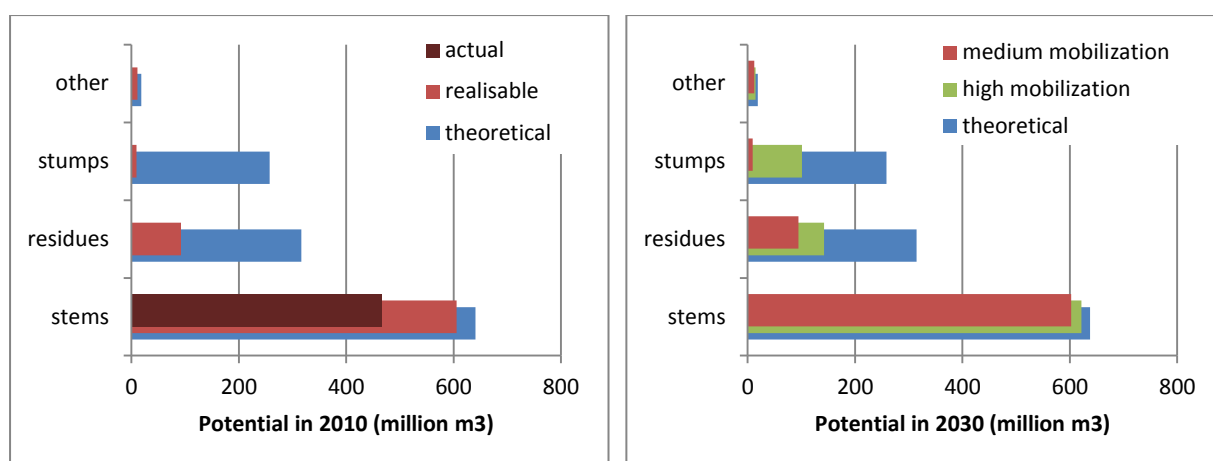 actual
realisable
theoretical
other
stumps
residues
stems
0 200 400 600 800
Potential in 2010 (million m3)
medium mobilization
high mobilization
theoretical
other
stumps
residues
stems
0 200 400 600 800
Potential in 2030 (million m3)